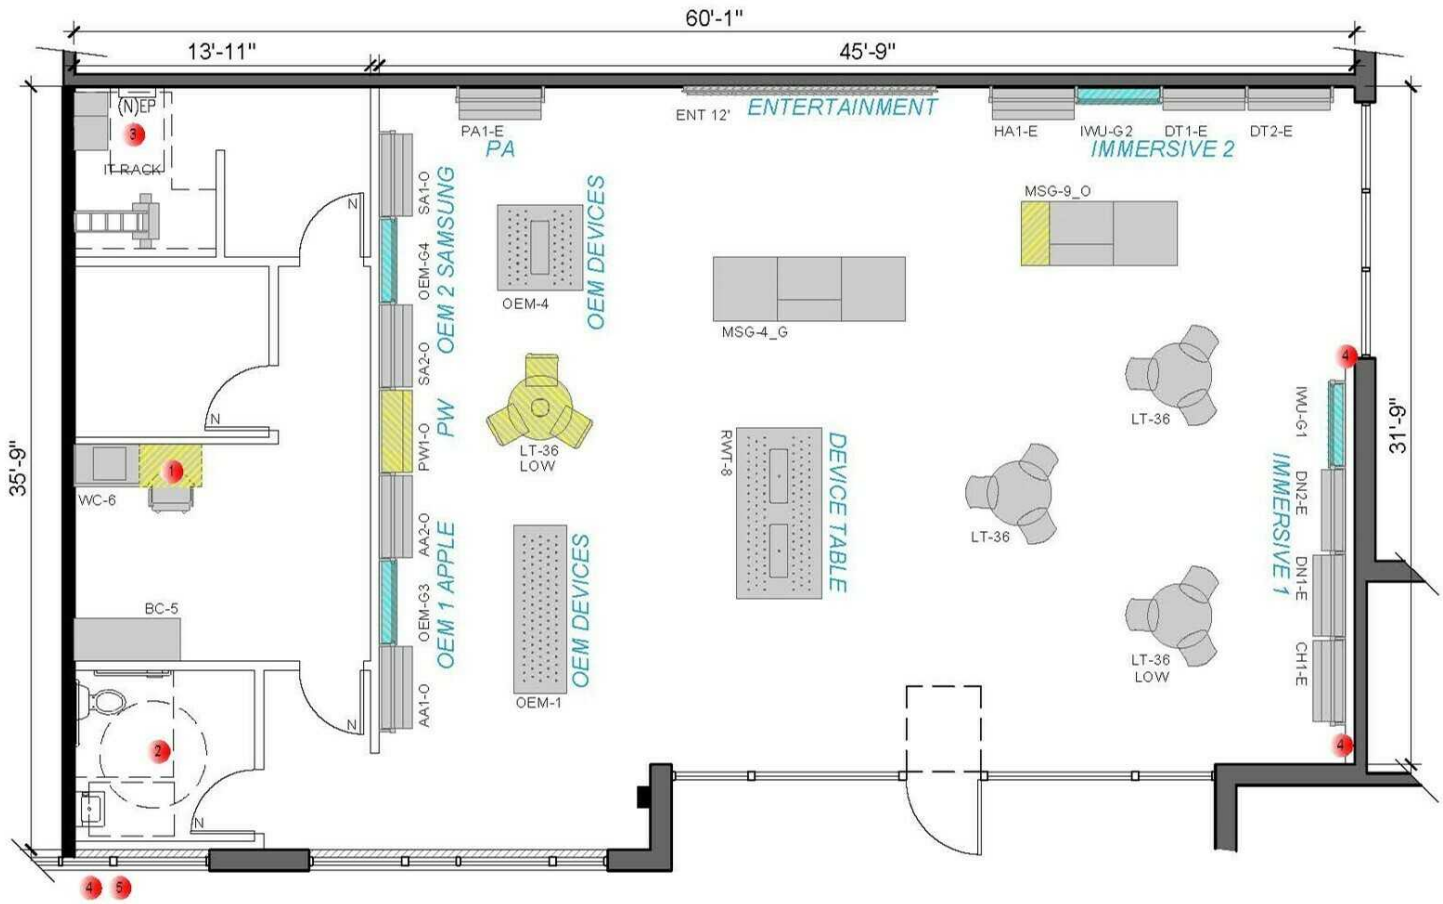 60'-1"
13'-11"
45'-9"
(N)EP
3
IT RACK
PA1-E
PA
ENT 12'
ENTERTAINMENT
HA1-E
IWU-G2
DT1-E
DT2-E
IMMERSIVE 2
SA1-O
OEM-G4
SA2-O
OEM 2 SAMSUNG
OEM-4
OEM DEVICES
MSG-4_G
MSG-9_O
N
N
4
LT-36
PW1-O
PW
LT-36
LOW
35'-9"
31'-9"
WC-6
1
AA2-O
OEM-G3
AA1-O
OEM 1 APPLE
OEM-1
OEM DEVICES
RWT-8
DEVICE TABLE
LT-36
IWU-G1
DN2-E
DN1-E
CH1-E
IMMERSIVE 1
BC-5
LT-36
LOW
N
2
N
4
4
5